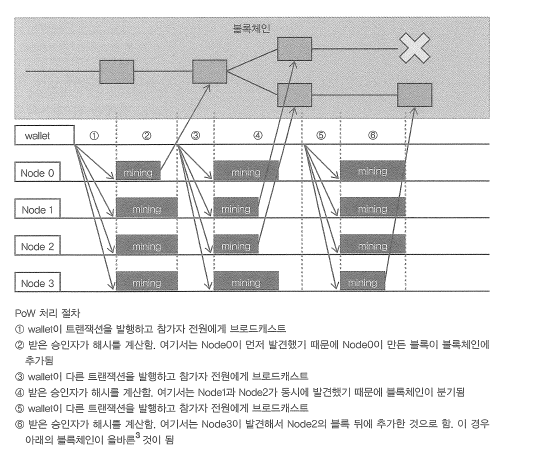 블록체인
wallet
① ② ③ ④ ⑤ ⑥
Node 0
mining mining mining
Node 1
mining mining mining
Node 2
mining mining mining
Node 3
mining mining mining
PoW 처리 절차
① wallet이 트랜잭션을 발행하고 참가자 전원에게 브로드캐스트
② 받은 승인자가 해시를 계산함. 여기서는 Node0이 먼저 발견했기 때문에 Node0이 만든 블록이 블록체인에
추가됨
③ wallet이 다른 트랜잭션을 발행하고 참가자 전원에게 브로드캐스트
④ 받은 승인자가 해시를 계산함. 여기서는 Node1과 Node2가 동시에 발견했기 때문에 블록체인이 분기됨
⑤ wallet이 다른 트랜잭션을 발행하고 참가자 전원에게 브로드캐스트
⑥ 받은 승인자가 해시를 계산함. 여기서는 Node3이 발견해서 Node2의 블록 뒤에 추가한 것으로 함. 이 경우
아래의 블록체인이 올바른³ 것이 됨